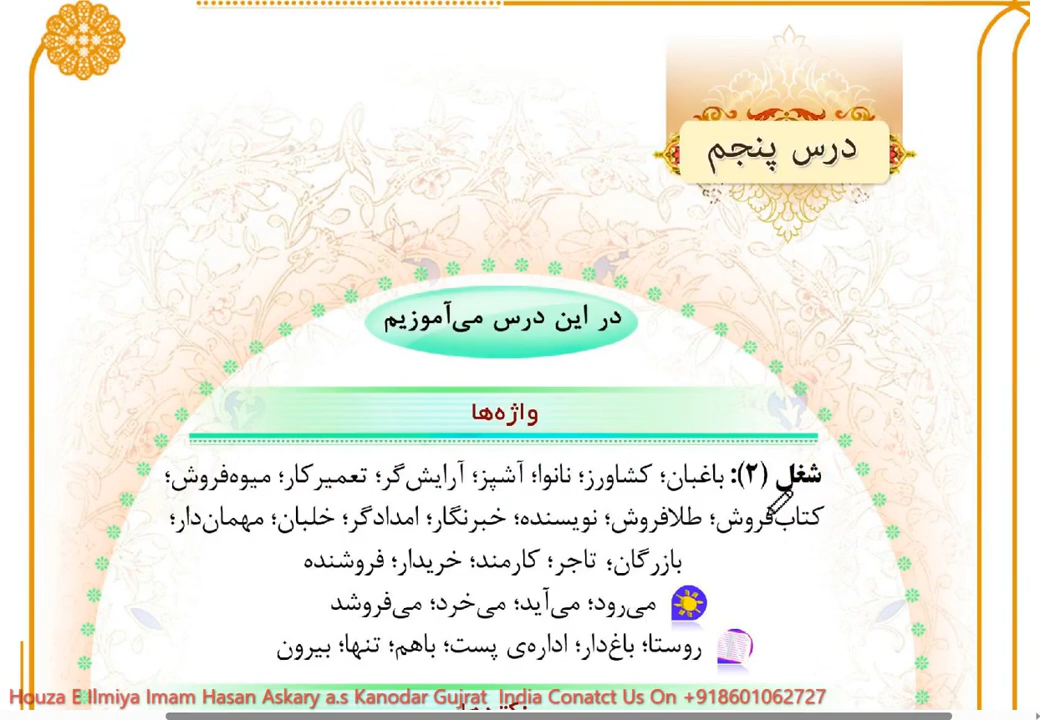 درس پنجم
در این درس می‌آموزیم
واژه‌ها
شغل (۲): باغبان؛ کشاورز؛ نانوا؛ آشپز؛ آرایش‌گر؛ تعمیرکار؛ میوه‌فروش؛
کتاب‌فروش؛ طلافروش؛ نویسنده؛ خبرنگار؛ امدادگر؛ خلبان؛ مهمان‌دار؛
بازرگان؛ تاجر؛ کارمند؛ خریدار؛ فروشنده
می‌رود؛ می‌آید؛ می‌خرد؛ می‌فروشد
روستا؛ باغ‌دار؛ اداره‌ی پست؛ باهم؛ تنها؛ بیرون
Houza E Ilmiya Imam Hasan Askary a.s Kanodar Gujrat India Conatct Us On +918601062727